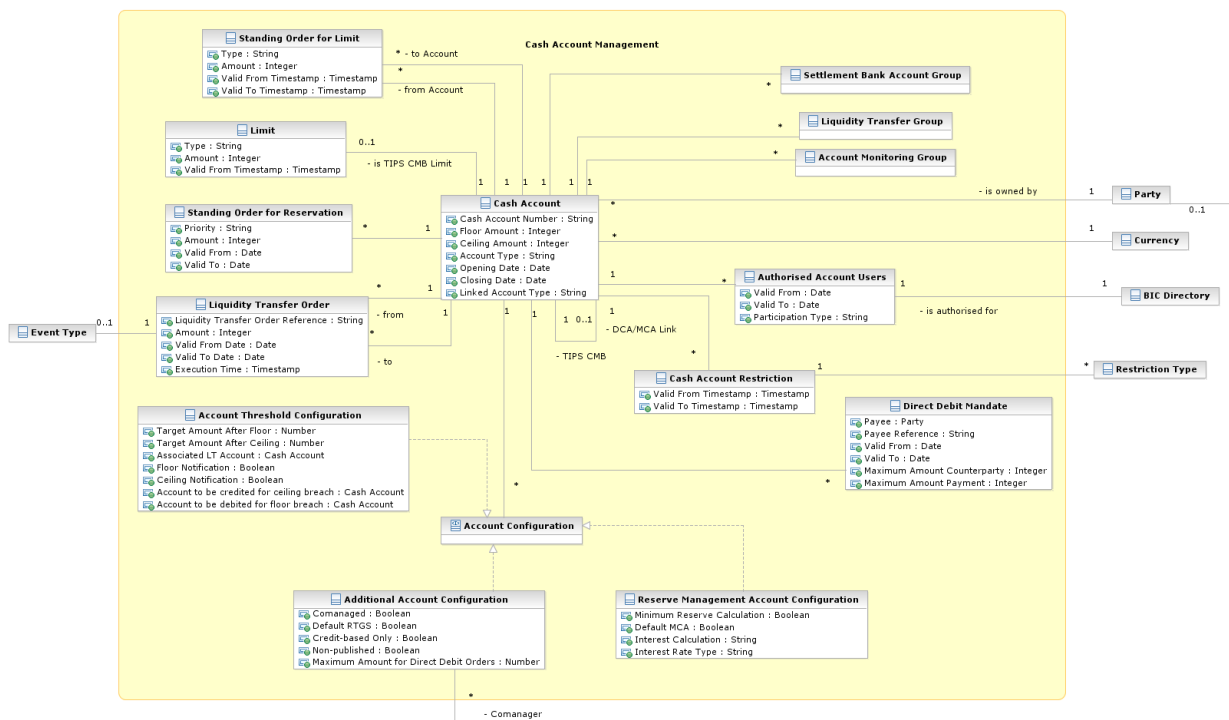 Cash Account Management
Standing Order for Limit
Type : String
Amount : Integer
Valid From Timestamp : Timestamp
Valid To Timestamp : Timestamp
* - to Account
*
- from Account
Settlement Bank Account Group
*
Liquidity Transfer Group
*
Account Monitoring Group
*
Limit
Type : String
Amount : Integer
Valid From Timestamp : Timestamp
0..1
- is TIPS CMB Limit
1
1
1
1
1
1
Cash Account
Cash Account Number : String
Floor Amount : Integer
Ceiling Amount : Integer
Account Type : String
Opening Date : Date
Closing Date : Date
Linked Account Type : String
- is owned by
*
1
Party
0..1
*
1
Currency
Standing Order for Reservation
Priority : String
Amount : Integer
Valid From : Date
Valid To : Date
*
1
1
*
Authorised Account Users
Valid From : Date
Valid To : Date
Participation Type : String
1
1
- is authorised for
BIC Directory
Event Type
0..1
1
Liquidity Transfer Order
Liquidity Transfer Order Reference : String
Amount : Integer
Valid From Date : Date
Valid To Date : Date
Execution Time : Timestamp
*
1
- from
*
1
- to
1
1
1
0..1
1
- DCA/MCA Link
- TIPS CMB
*
Cash Account Restriction
Valid From Timestamp : Timestamp
Valid To Timestamp : Timestamp
1
*
Restriction Type
Direct Debit Mandate
Payee : Party
Payee Reference : String
Valid From : Date
Valid To : Date
Maximum Amount Counterparty : Integer
Maximum Amount Payment : Integer
*
Account Threshold Configuration
Target Amount After Floor : Number
Target Amount After Ceiling : Number
Associated LT Account : Cash Account
Floor Notification : Boolean
Ceiling Notification : Boolean
Account to be credited for ceiling breach : Cash Account
Account to be debited for floor breach : Cash Account
*
Account Configuration
Additional Account Configuration
Comanaged : Boolean
Default RTGS : Boolean
Credit-based Only : Boolean
Non-published : Boolean
Maximum Amount for Direct Debit Orders : Number
Reserve Management Account Configuration
Minimum Reserve Calculation : Boolean
Default MCA : Boolean
Interest Calculation : String
Interest Rate Type : String
*
- Comanager